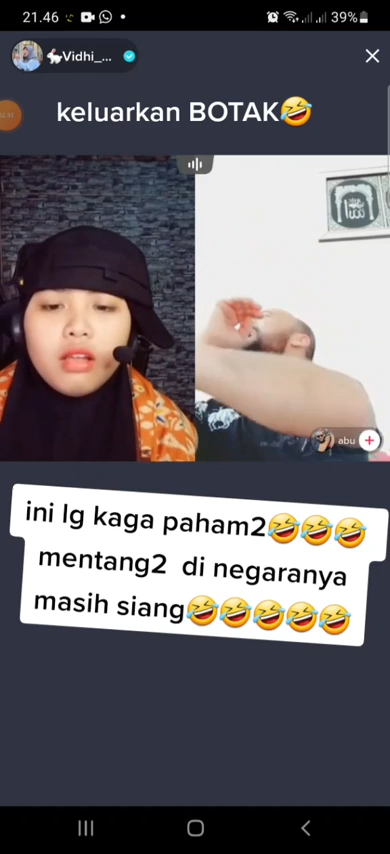 21.46
39%
Vidhi_...
keluarkan BOTAK🤣
abu
ini lg kaga paham2🤣🤣🤣
mentang2 di negaranya
masih siang🤣🤣🤣🤣🤣